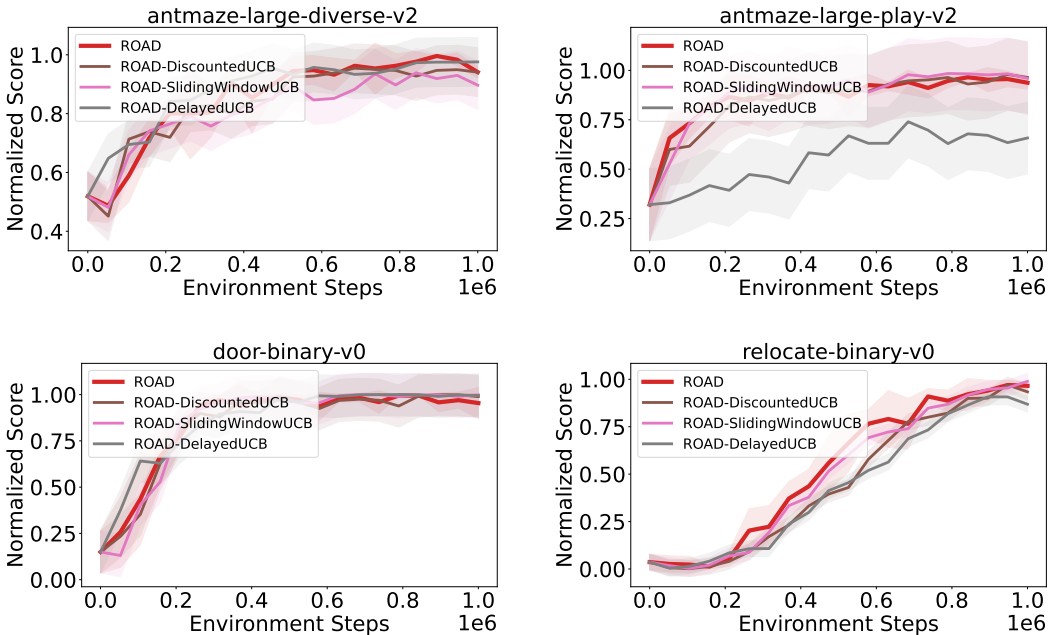 antmaze-large-diverse-v2
Normalized Score
1.0
0.8
0.6
0.4
ROAD
ROAD-DiscountedUCB
ROAD-SlidingWindowUCB
ROAD-DelayedUCB
0.0 0.2 0.4 0.6 0.8 1.0
Environment Steps
1e6
antmaze-large-play-v2
Normalized Score
1.00
0.75
0.50
0.25
ROAD
ROAD-DiscountedUCB
ROAD-SlidingWindowUCB
ROAD-DelayedUCB
0.0 0.2 0.4 0.6 0.8 1.0
Environment Steps
1e6
door-binary-v0
Normalized Score
1.00
0.75
0.50
0.25
0.00
ROAD
ROAD-DiscountedUCB
ROAD-SlidingWindowUCB
ROAD-DelayedUCB
0.0 0.2 0.4 0.6 0.8 1.0
Environment Steps
1e6
relocate-binary-v0
Normalized Score
1.00
0.75
0.50
0.25
0.00
ROAD
ROAD-DiscountedUCB
ROAD-SlidingWindowUCB
ROAD-DelayedUCB
0.0 0.2 0.4 0.6 0.8 1.0
Environment Steps
1e6